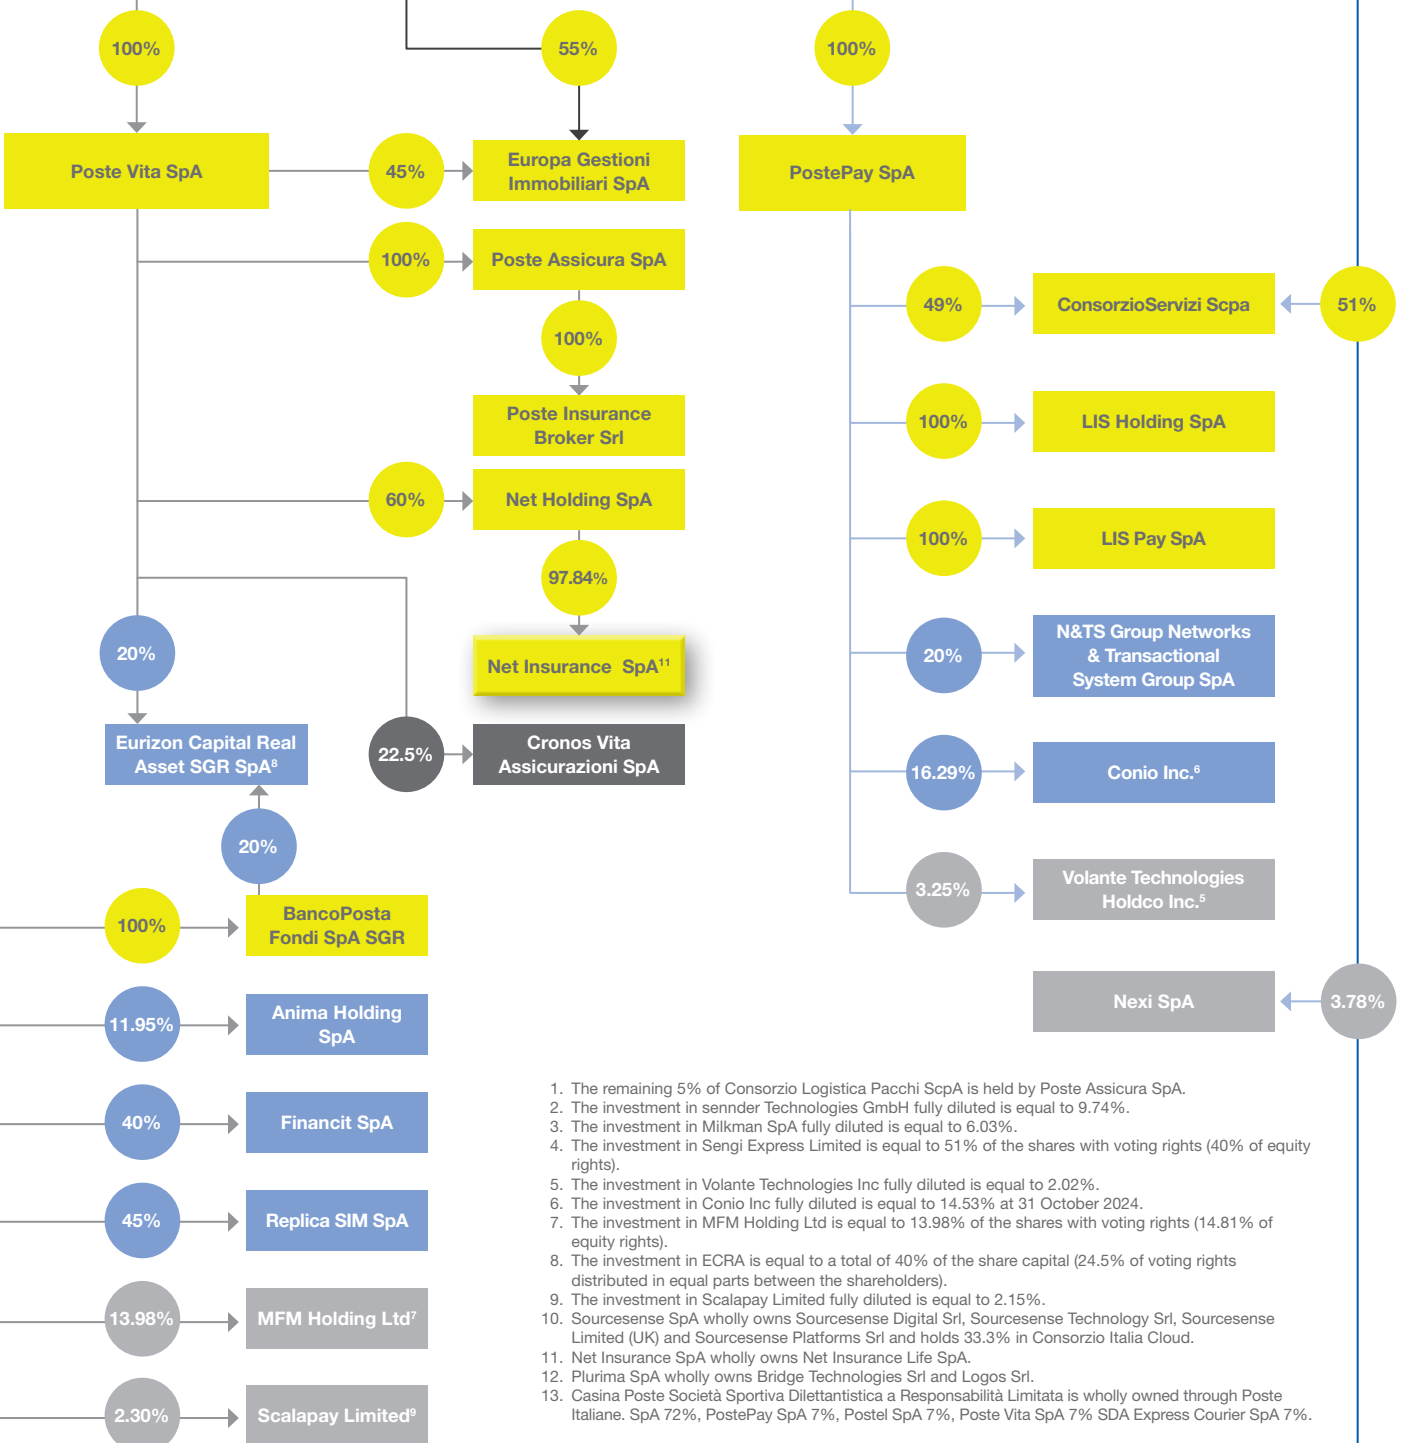 100%
55%
100%
Poste Vita SpA
45%
Europa Gestioni
Immobiliari SpA
PostePay SpA
100%
Poste Assicura SpA
49%
ConsorzioServizi Scpa
51%
100%
Poste Insurance
Broker Srl
100%
LIS Holding SpA
60%
Net Holding SpA
100%
LIS Pay SpA
97.84%
20%
Net Insurance SpA11
20%
N&TS Group Networks
& Transactional
System Group SpA
Eurizon Capital Real
Asset SGR SpA8
22.5%
Cronos Vita
Assicurazioni SpA
16.29%
Conio Inc.6
20%
3.25%
Volante Technologies
Holdco Inc.5
100%
BancoPosta
Fondi SpA SGR
Nexi SpA
3.78%
11.95%
Anima Holding
SpA
40%
Financit SpA
45%
Replica SIM SpA
13.98%
MFM Holding Ltd7
2.30%
Scalapay Limited9
1. The remaining 5% of Consorzio Logistica Pacchi ScpA is held by Poste Assicura SpA.
2. The investment in sennder Technologies GmbH fully diluted is equal to 9.74%.
3. The investment in Milkman SpA fully diluted is equal to 6.03%.
4. The investment in Sengi Express Limited is equal to 51% of the shares with voting rights (40% of equity
rights).
5. The investment in Volante Technologies Inc fully diluted is equal to 2.02%.
6. The investment in Conio Inc fully diluted is equal to 14.53% at 31 October 2024.
7. The investment in MFM Holding Ltd is equal to 13.98% of the shares with voting rights (14.81% of
equity rights).
8. The investment in ECRA is equal to a total of 40% of the share capital (24.5% of voting rights
distributed in equal parts between the shareholders).
9. The investment in Scalapay Limited fully diluted is equal to 2.15%.
10. Sourcesense SpA wholly owns Sourcesense Digital Srl, Sourcesense Technology Srl, Sourcesense
Limited (UK) and Sourcesense Platforms Srl and holds 33.3% in Consorzio Italia Cloud.
11. Net Insurance SpA wholly owns Net Insurance Life SpA.
12. Plurima SpA wholly owns Bridge Technologies Srl and Logos Srl.
13. Casina Poste Società Sportiva Dilettantistica a Responsabilità Limitata is wholly owned through Poste
Italiane. SpA 72%, PostePay SpA 7%, Postel SpA 7%, Poste Vita SpA 7% SDA Express Courier SpA 7%.